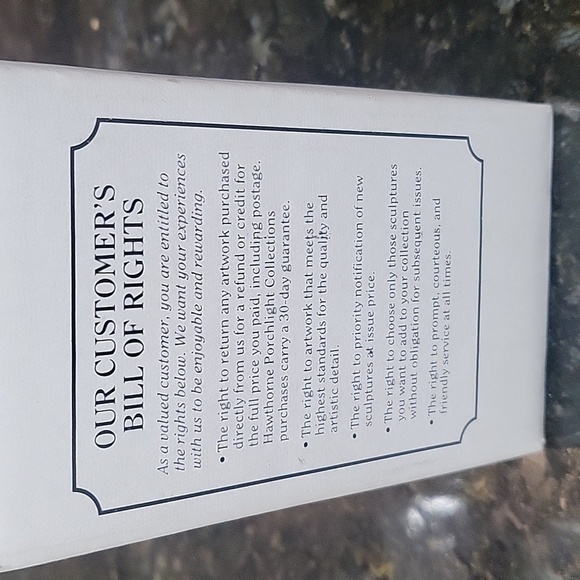 OUR CUSTOMER'S
BILL OF RIGHTS
As a valued customer, you are entitled to
the rights below. We want your experiences
with us to be enjoyable and rewarding.
• The right to return any artwork purchased
directly from us for a refund or credit for
the full price you paid, including postage.
Hawthorne Porchlight Collections
purchases carry a 30-day guarantee.
• The right to artwork that meets the
highest standards for the quality and
artistic detail.
• The right to priority notification of new
sculptures at issue price.
• The right to choose only those sculptures
you want to add to your collection
without obligation for subsequent issues.
• The right to prompt, courteous, and
friendly service at all times.